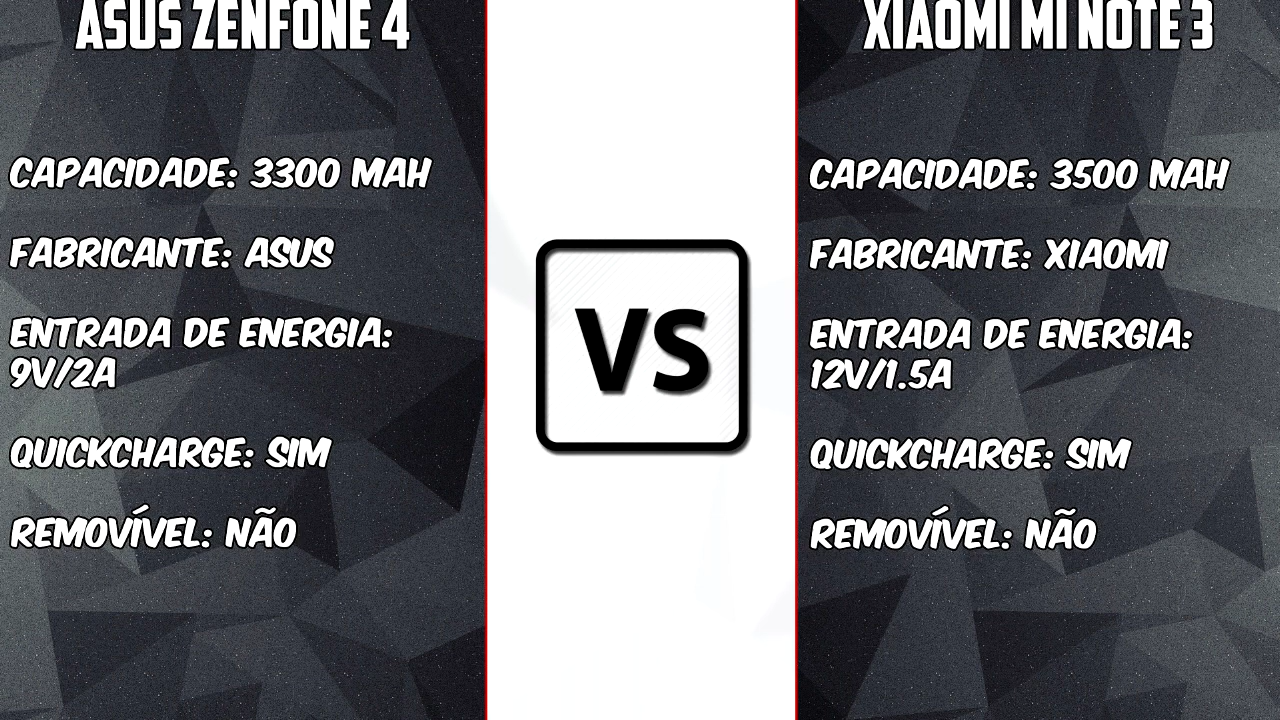 ASUS ZENFONE 4
CAPACIDADE: 3300 MAH
FABRICANTE: ASUS
ENTRADA DE ENERGIA:
9V/2A
QUICKCHARGE: SIM
REMOVÍVEL: NÃO
VS
XIAOMI MI NOTE 3
CAPACIDADE: 3500 MAH
FABRICANTE: XIAOMI
ENTRADA DE ENERGIA:
12V/1.5A
QUICKCHARGE: SIM
REMOVÍVEL: NÃO